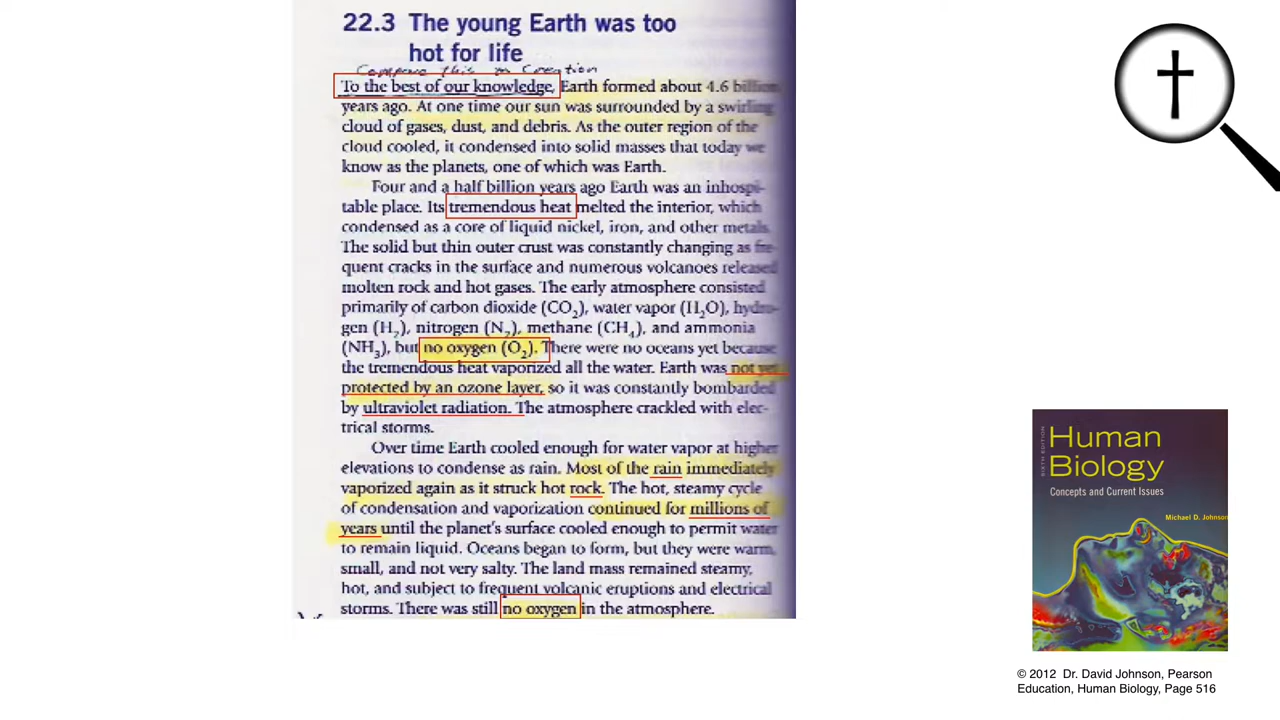 22.3 The young Earth was too
hot for life
Compare this to Creation
To the best of our knowledge, Earth formed about 4.6 billion
years ago. At one time our sun was surrounded by a swirling
cloud of gases, dust, and debris. As the outer region of the
cloud cooled, it condensed into solid masses that today we
know as the planets, one of which was Earth.
Four and a half billion years ago Earth was an inhospi-
table place. Its tremendous heat melted the interior, which
condensed as a core of liquid nickel, iron, and other metals.
The solid but thin outer crust was constantly changing as fre-
quent cracks in the surface and numerous volcanoes released
molten rock and hot gases. The early atmosphere consisted
primarily of carbon dioxide (CO₂), water vapor (H₂O), hydro-
gen (H₂), nitrogen (N₂), methane (CH₄), and ammonia
(NH₃), but no oxygen (O₂). There were no oceans yet because
the tremendous heat vaporized all the water. Earth was not yet
protected by an ozone layer, so it was constantly bombarded
by ultraviolet radiation. The atmosphere crackled with elec-
trical storms.
Over time Earth cooled enough for water vapor at higher
elevations to condense as rain. Most of the rain immediately
vaporized again as it struck hot rock. The hot, steamy cycle
of condensation and vaporization continued for millions of
years until the planet's surface cooled enough to permit water
to remain liquid. Oceans began to form, but they were warm,
small, and not very salty. The land mass remained steamy,
hot, and subject to frequent volcanic eruptions and electrical
storms. There was still no oxygen in the atmosphere.
SIXTH EDITION
Human
Biology
Concepts and Current Issues
Michael D. Johnson
© 2012 Dr. David Johnson, Pearson
Education, Human Biology, Page 516